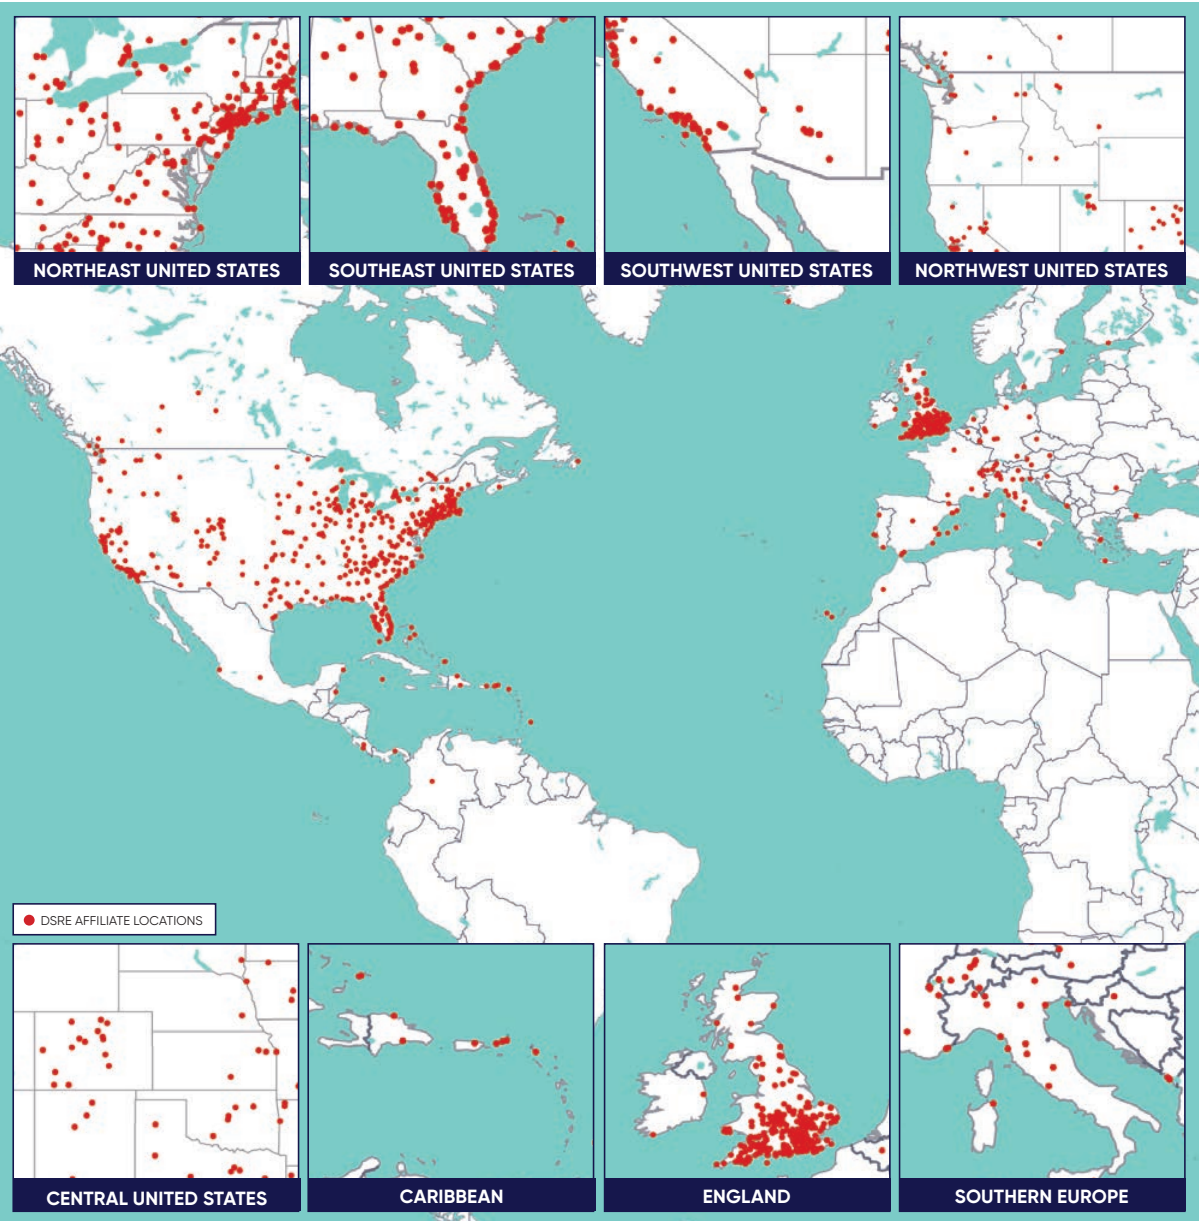 NORTHEAST UNITED STATES
SOUTHEAST UNITED STATES
SOUTHWEST UNITED STATES
NORTHWEST UNITED STATES
DSRE AFFILIATE LOCATIONS
CENTRAL UNITED STATES
CARIBBEAN
ENGLAND
SOUTHERN EUROPE